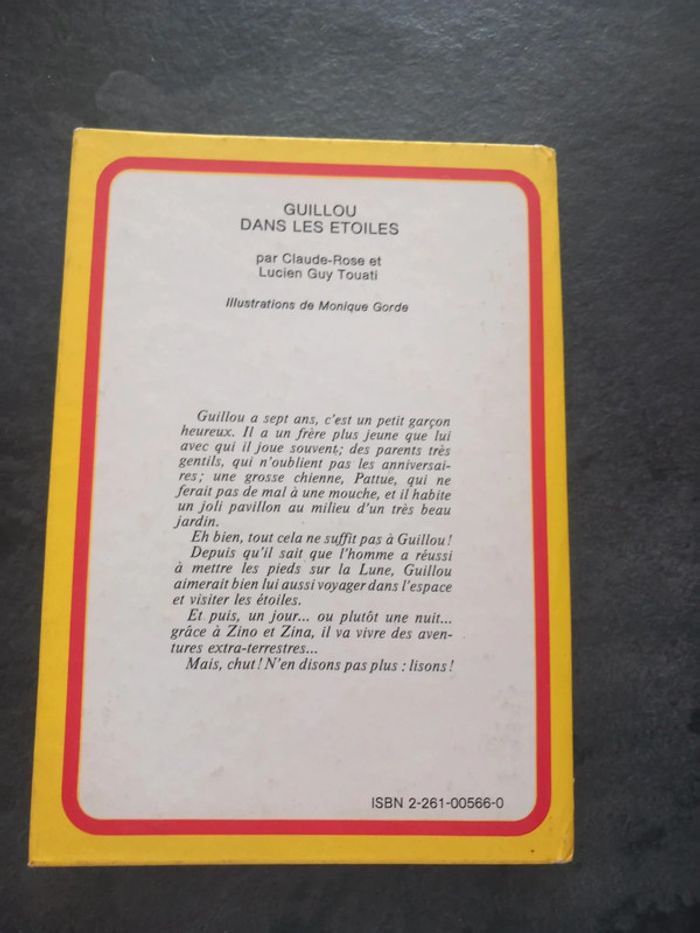 GUILLOU
DANS LES ETOILES
par Claude-Rose et
Lucien Guy Touati
Illustrations de Monique Gorde
Guillou a sept ans, c'est un petit garçon
heureux. Il a un frère plus jeune que lui
avec qui il joue souvent; des parents très
gentils, qui n'oublient pas les anniversai-
res; une grosse chienne, Pattue, qui ne
ferait pas de mal à une mouche, et il habite
un joli pavillon au milieu d'un très beau
jardin.
Eh bien, tout cela ne suffit pas à Guillou!
Depuis qu'il sait que l'homme a réussi
à mettre les pieds sur la Lune, Guillou
aimerait bien lui aussi voyager dans l'espace
et visiter les étoiles.
Et puis, un jour... ou plutôt une nuit...
grâce à Zino et Zina, il va vivre des aven-
tures extra-terrestres...
Mais, chut! N'en disons pas plus : lisons!
ISBN 2-261-00566-0